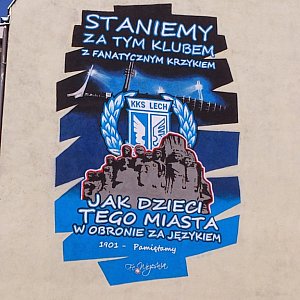 STANIEMY
ZA TYM KLUBEM
Z FANATYCZNYM KRZYKIEM
KKS LECH
JAK DZIECI
TEGO MIASTA
W OBRONIE ZA JĘZYKIEM
1901 - Pamiętamy